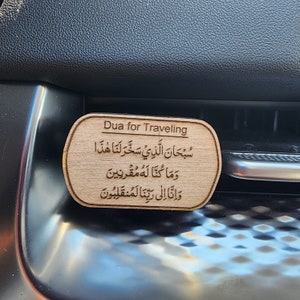 Dua for Traveling
سُبْحَانَ الَّذِيْ سَخَّرَ لَنَا هٰذَا
وَمَا كُنَّا لَهُ مُقْرِنِينَ
وَاِنَّا اِلٰى رَبِّنَا لَمُنْقَلِبُونَ